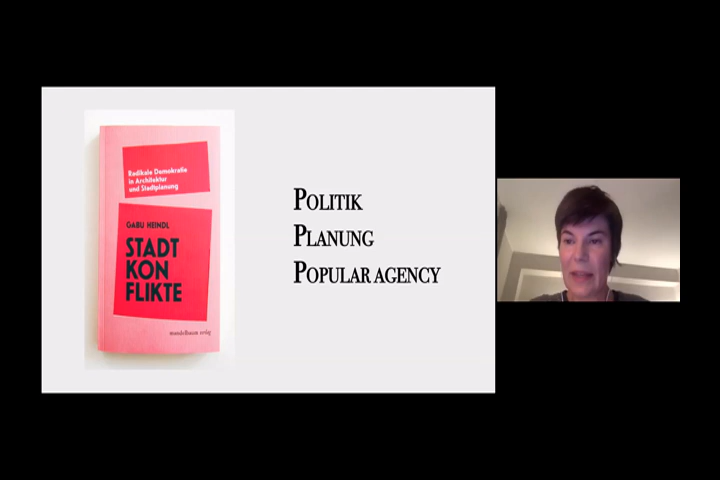 Radikale Demokratie
in Architektur
und Stadtplanung
GABU HEINDL
STADT
KON
FLIKTE
mandelbaum verlag
POLITIK
PLANUNG
POPULAR AGENCY